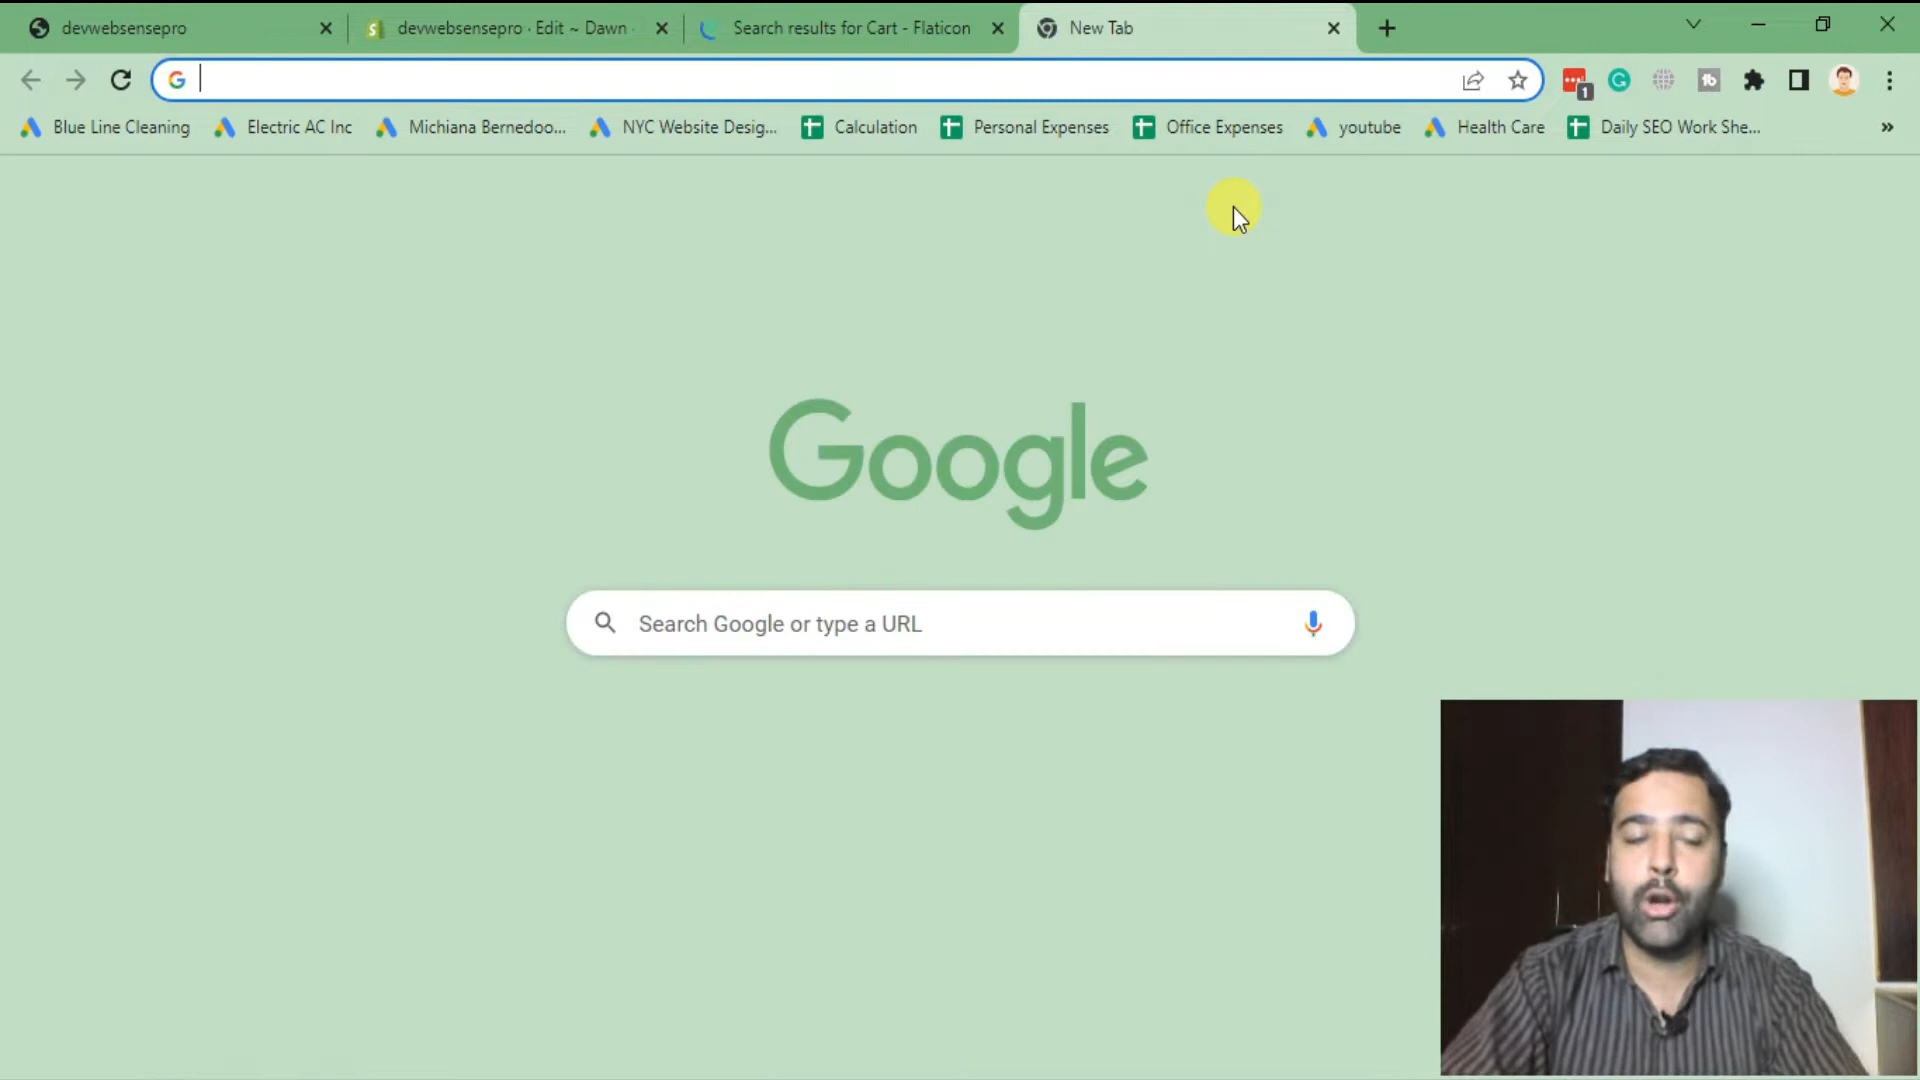 devwebsensepro
devwebsensepro · Edit ~ Dawn ·
Search results for Cart - Flaticon
New Tab
G
1
G
tb
Blue Line Cleaning
Electric AC Inc
Michiana Bernedoo...
NYC Website Desig...
Calculation
Personal Expenses
Office Expenses
youtube
Health Care
Daily SEO Work She...
»
Google
Search Google or type a URL